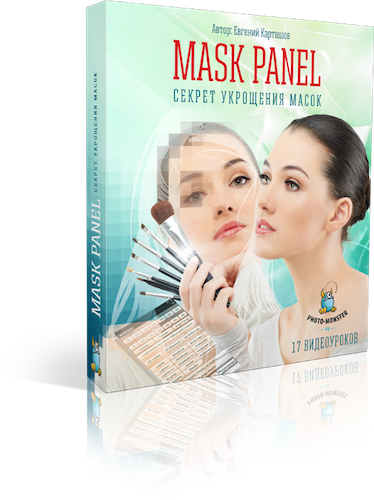 Автор: Евгений Карташов
MASK PANEL
СЕКРЕТ УКРОЩЕНИЯ МАСОК
MASK PANEL СЕКРЕТ УКРОЩЕНИЯ МАСОК
PHOTO-MONSTER
17 ВИДЕОУРОКОВ